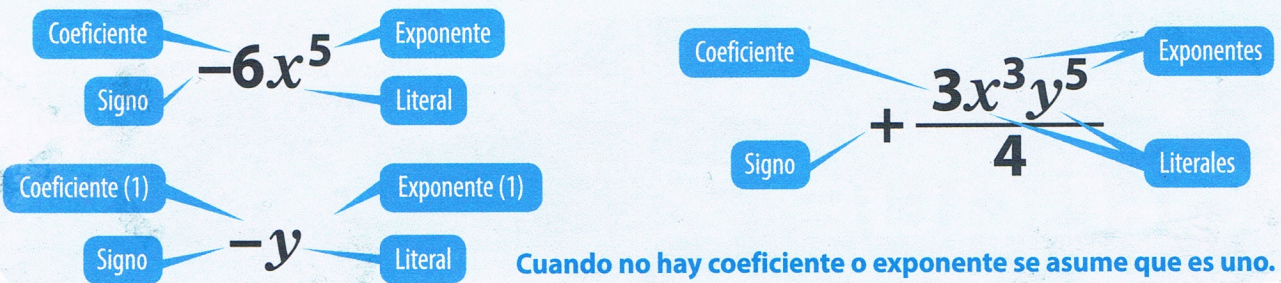 Coeficiente
Exponente
−6x⁵
Signo
Literal
Coeficiente (1)
Exponente (1)
−y
Signo
Literal
Coeficiente
Exponentes
+ 3x³y⁵
4
Signo
Literales
Cuando no hay coeficiente o exponente se asume que es uno.